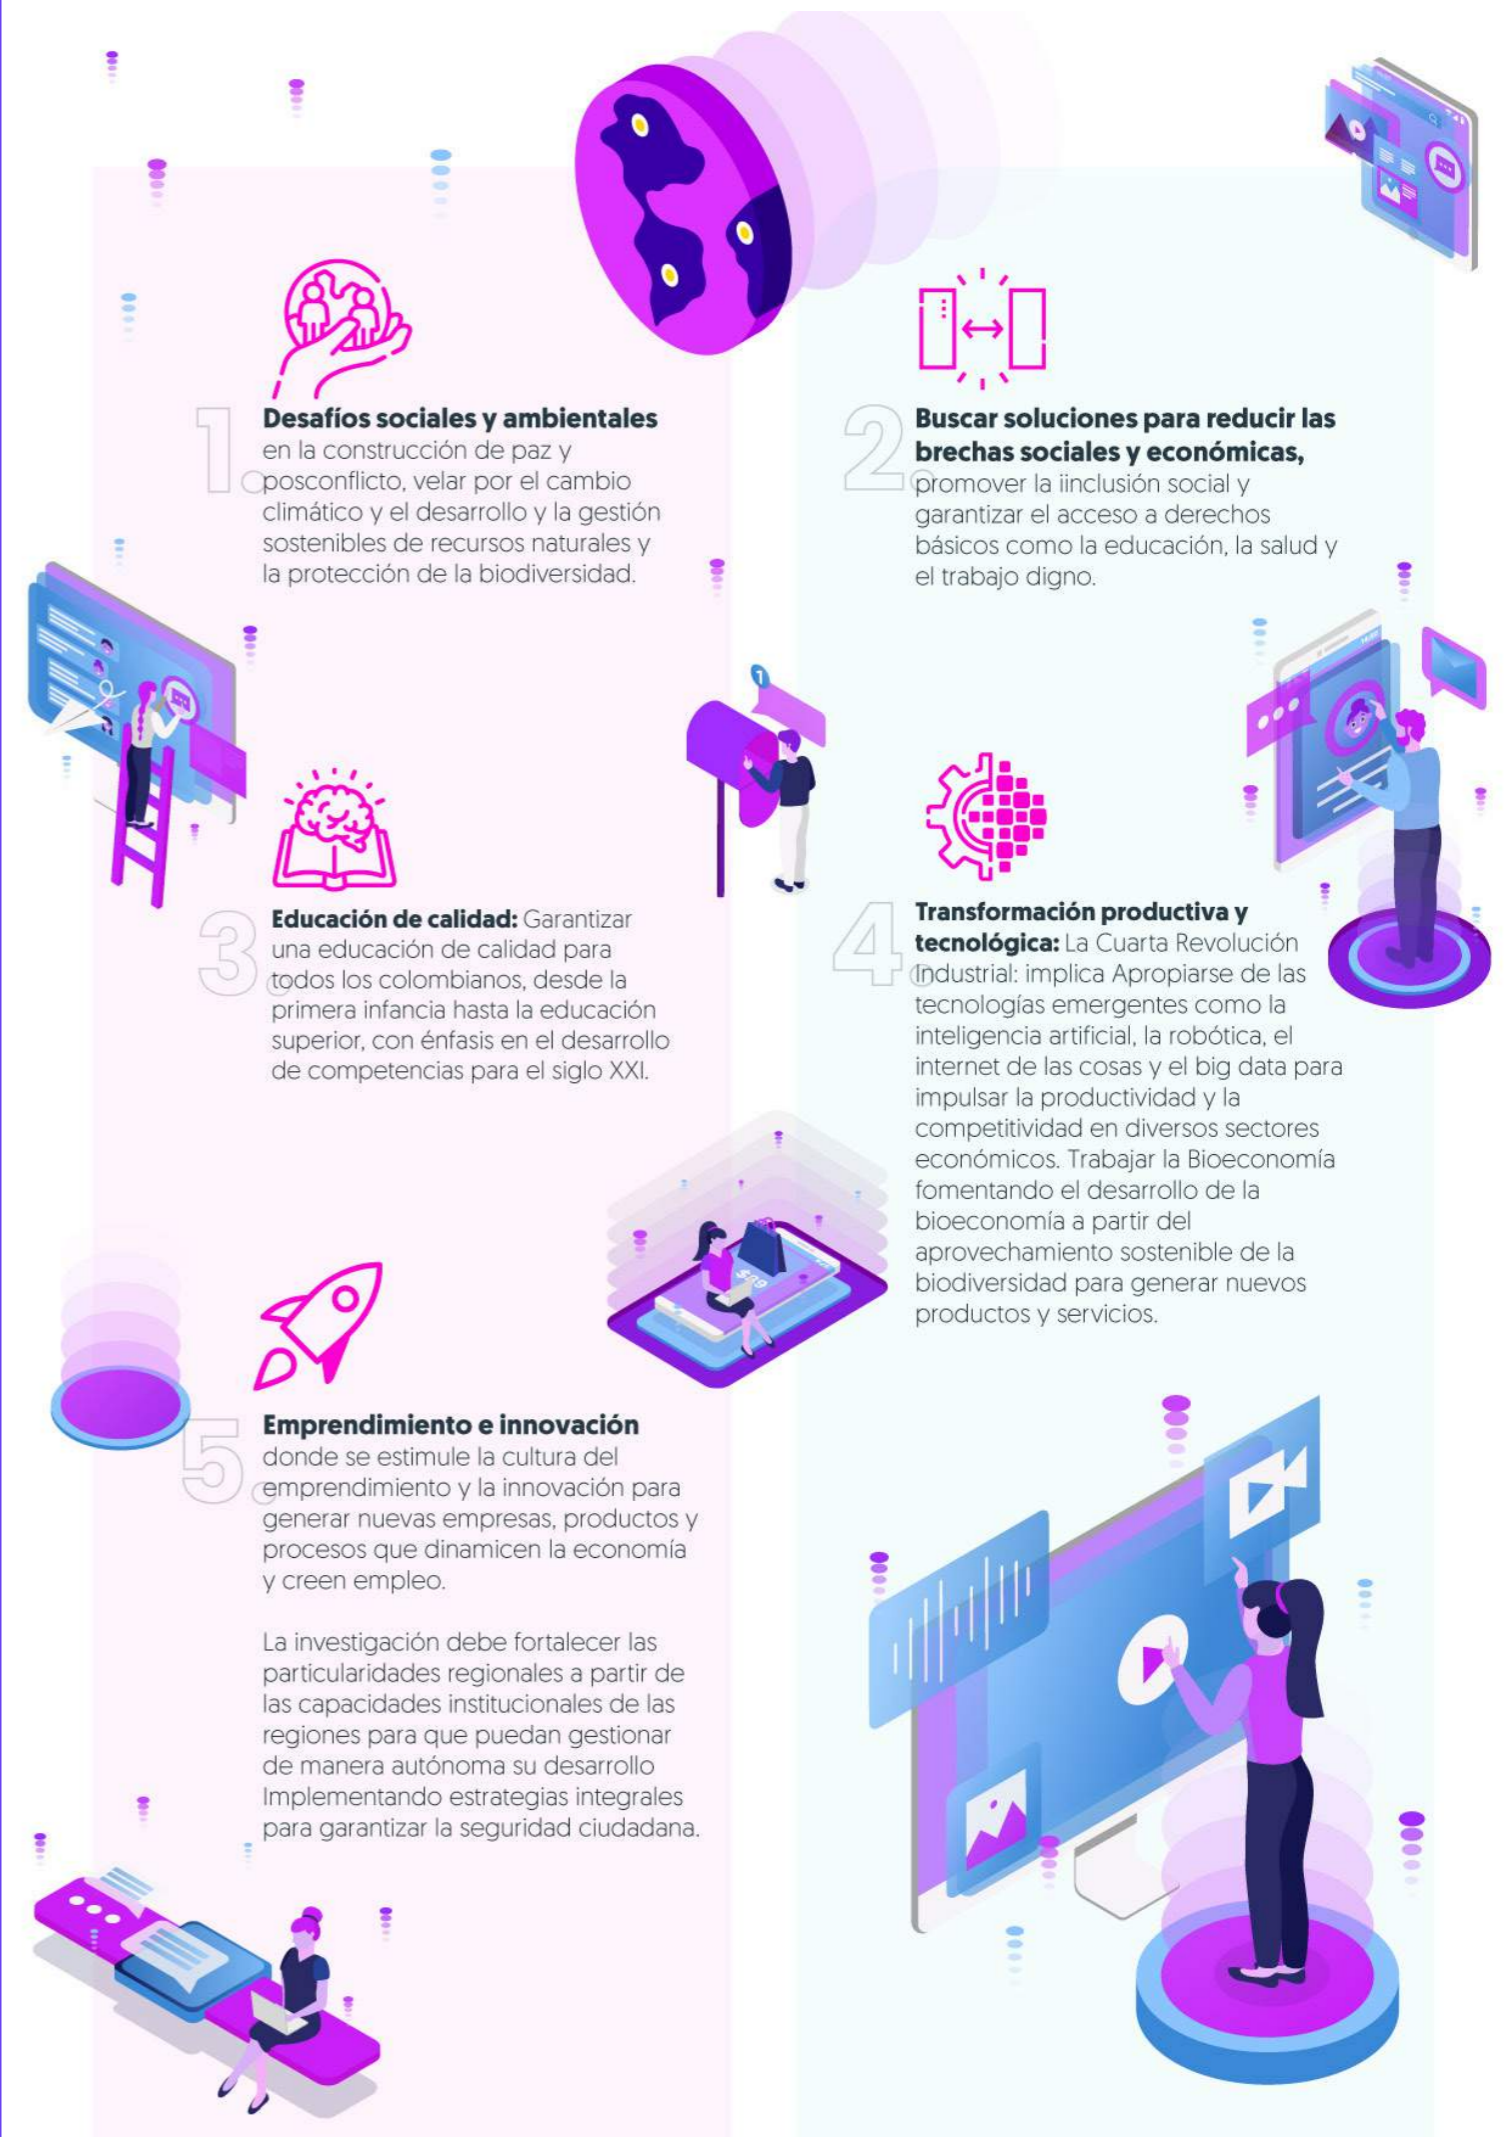 1.
Desafíos sociales y ambientales
en la construcción de paz y
posconflicto, velar por el cambio
climático y el desarrollo y la gestión
sostenibles de recursos naturales y
la protección de la biodiversidad.
2.
Buscar soluciones para reducir las
brechas sociales y económicas,
promover la iinclusión social y
garantizar el acceso a derechos
básicos como la educación, la salud y
el trabajo digno.
1
3.
Educación de calidad: Garantizar
una educación de calidad para
todos los colombianos, desde la
primera infancia hasta la educación
superior, con énfasis en el desarrollo
de competencias para el siglo XXI.
4.
Transformación productiva y
tecnológica: La Cuarta Revolución
Industrial: implica Apropiarse de las
tecnologías emergentes como la
inteligencia artificial, la robótica, el
internet de las cosas y el big data para
impulsar la productividad y la
competitividad en diversos sectores
económicos. Trabajar la Bioeconomía
fomentando el desarrollo de la
bioeconomía a partir del
aprovechamiento sostenible de la
biodiversidad para generar nuevos
productos y servicios.
$89
5.
Emprendimiento e innovación
donde se estimule la cultura del
emprendimiento y la innovación para
generar nuevas empresas, productos y
procesos que dinamicen la economía
y creen empleo.
La investigación debe fortalecer las
particularidades regionales a partir de
las capacidades institucionales de las
regiones para que puedan gestionar
de manera autónoma su desarrollo
Implementando estrategias integrales
para garantizar la seguridad ciudadana.